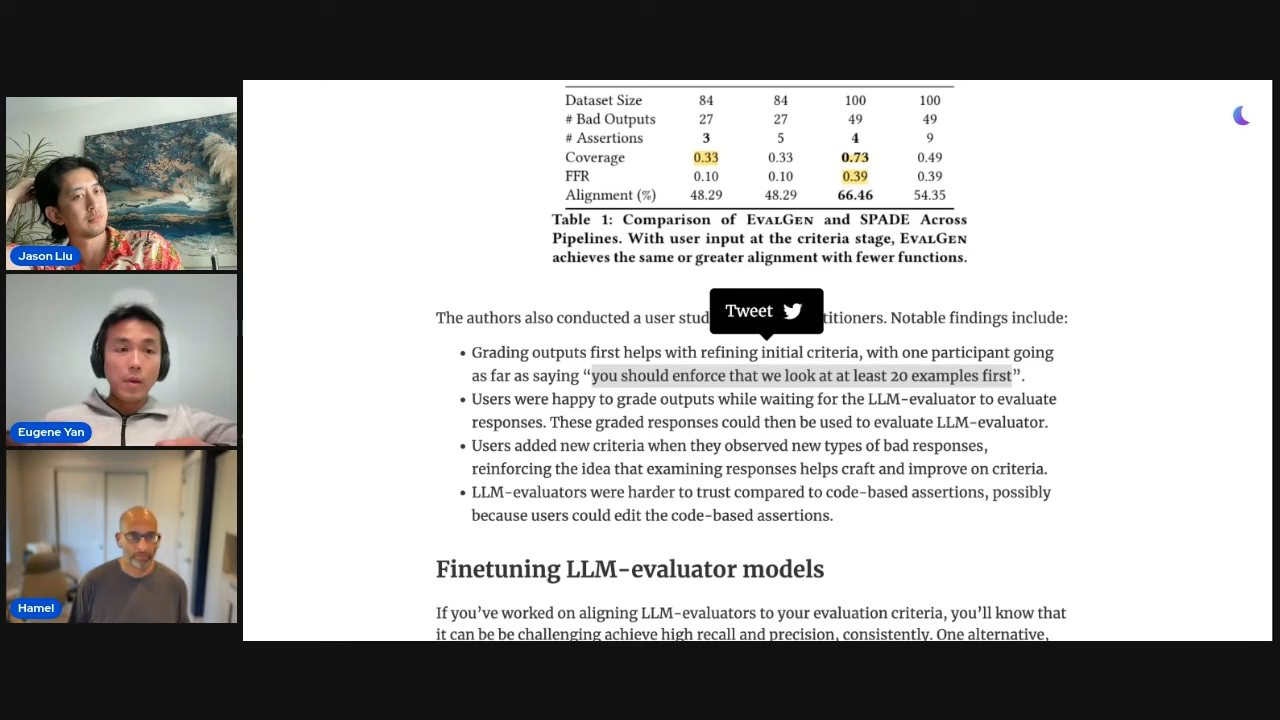 Jason Liu
Eugene Yan
Hamel
Dataset Size 84 84 100 100
# Bad Outputs 27 27 49 49
# Assertions 3 5 4 9
Coverage 0.33 0.33 0.73 0.49
FFR 0.10 0.10 0.39 0.39
Alignment (%) 48.29 48.29 66.46 54.35
Table 1: Comparison of EvalGen and SPADE Across
Pipelines. With user input at the criteria stage, EvalGen
achieves the same or greater alignment with fewer functions.
Tweet
The authors also conducted a user stud titioners. Notable findings include:
• Grading outputs first helps with refining initial criteria, with one participant going
as far as saying “you should enforce that we look at at least 20 examples first”.
• Users were happy to grade outputs while waiting for the LLM-evaluator to evaluate
responses. These graded responses could then be used to evaluate LLM-evaluator.
• Users added new criteria when they observed new types of bad responses,
reinforcing the idea that examining responses helps craft and improve on criteria.
• LLM-evaluators were harder to trust compared to code-based assertions, possibly
because users could edit the code-based assertions.
Finetuning LLM-evaluator models
If you’ve worked on aligning LLM-evaluators to your evaluation criteria, you’ll know that
it can be be challenging achieve high recall and precision, consistently. One alternative,